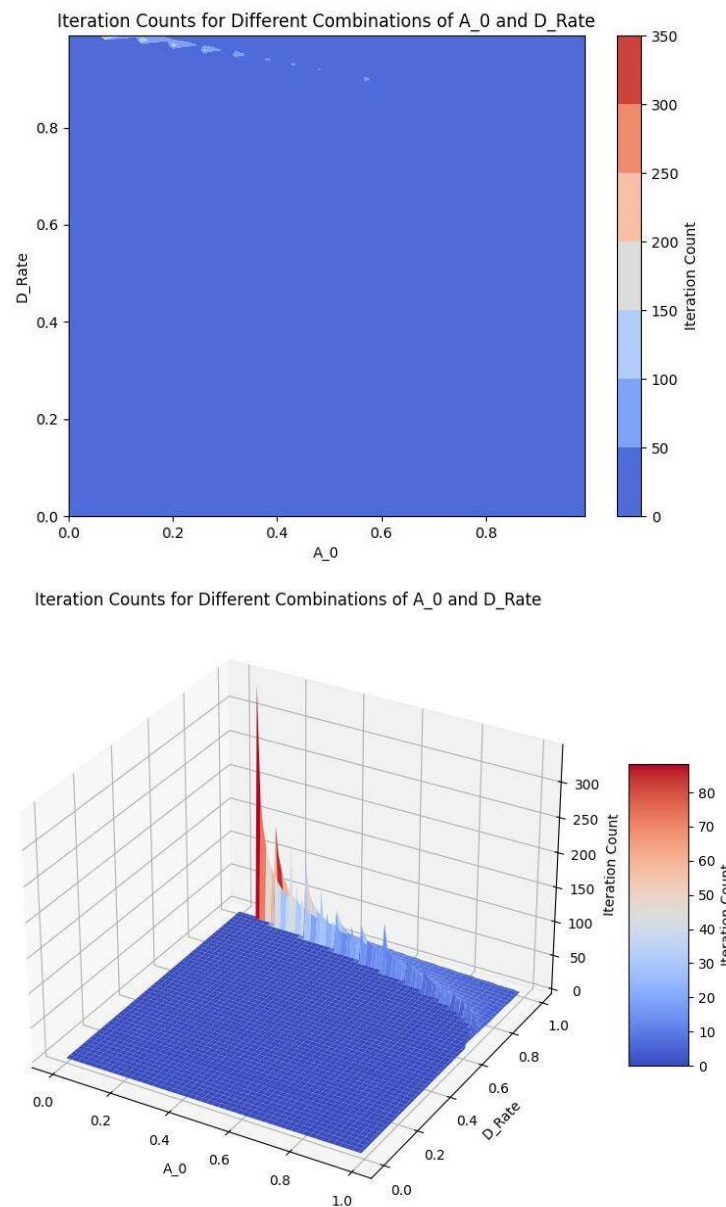 Iteration Counts for Different Combinations of A_0 and D_Rate
350
300
250
200
150
100
50
0
Iteration Count
0.8
0.6
0.4
0.2
0.0
D_Rate
0.0 0.2 0.4 0.6 0.8
A_0
Iteration Counts for Different Combinations of A_0 and D_Rate
300
250
200
150
100
50
0
Iteration Count
80
70
60
50
40
30
20
10
0
Iteration Count
0.0 0.2 0.4 0.6 0.8 1.0
A_0
0.0 0.2 0.4 0.6 0.8 1.0
D_Rate